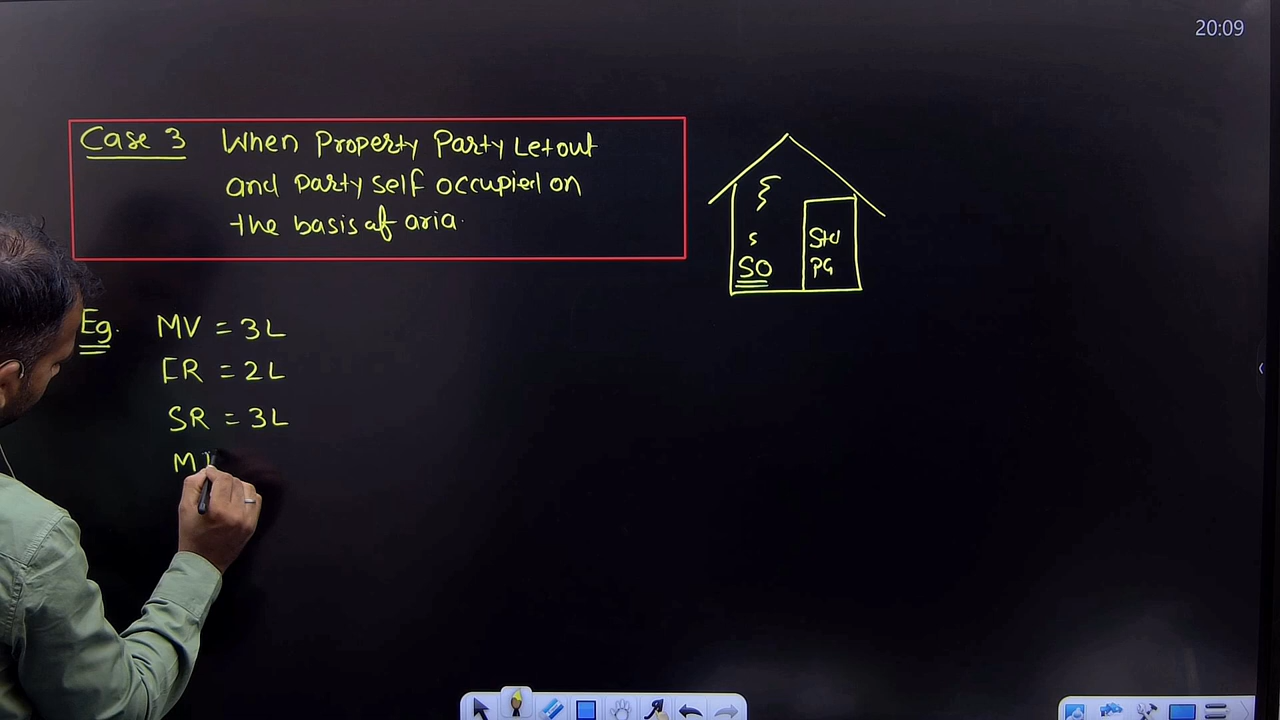 20:09
Case 3 When Property Party Letout
and Party self occupied on
the basis of aria.
SO
Std
PG
Eg. MV = 3L
FR = 2L
SR = 3L
M